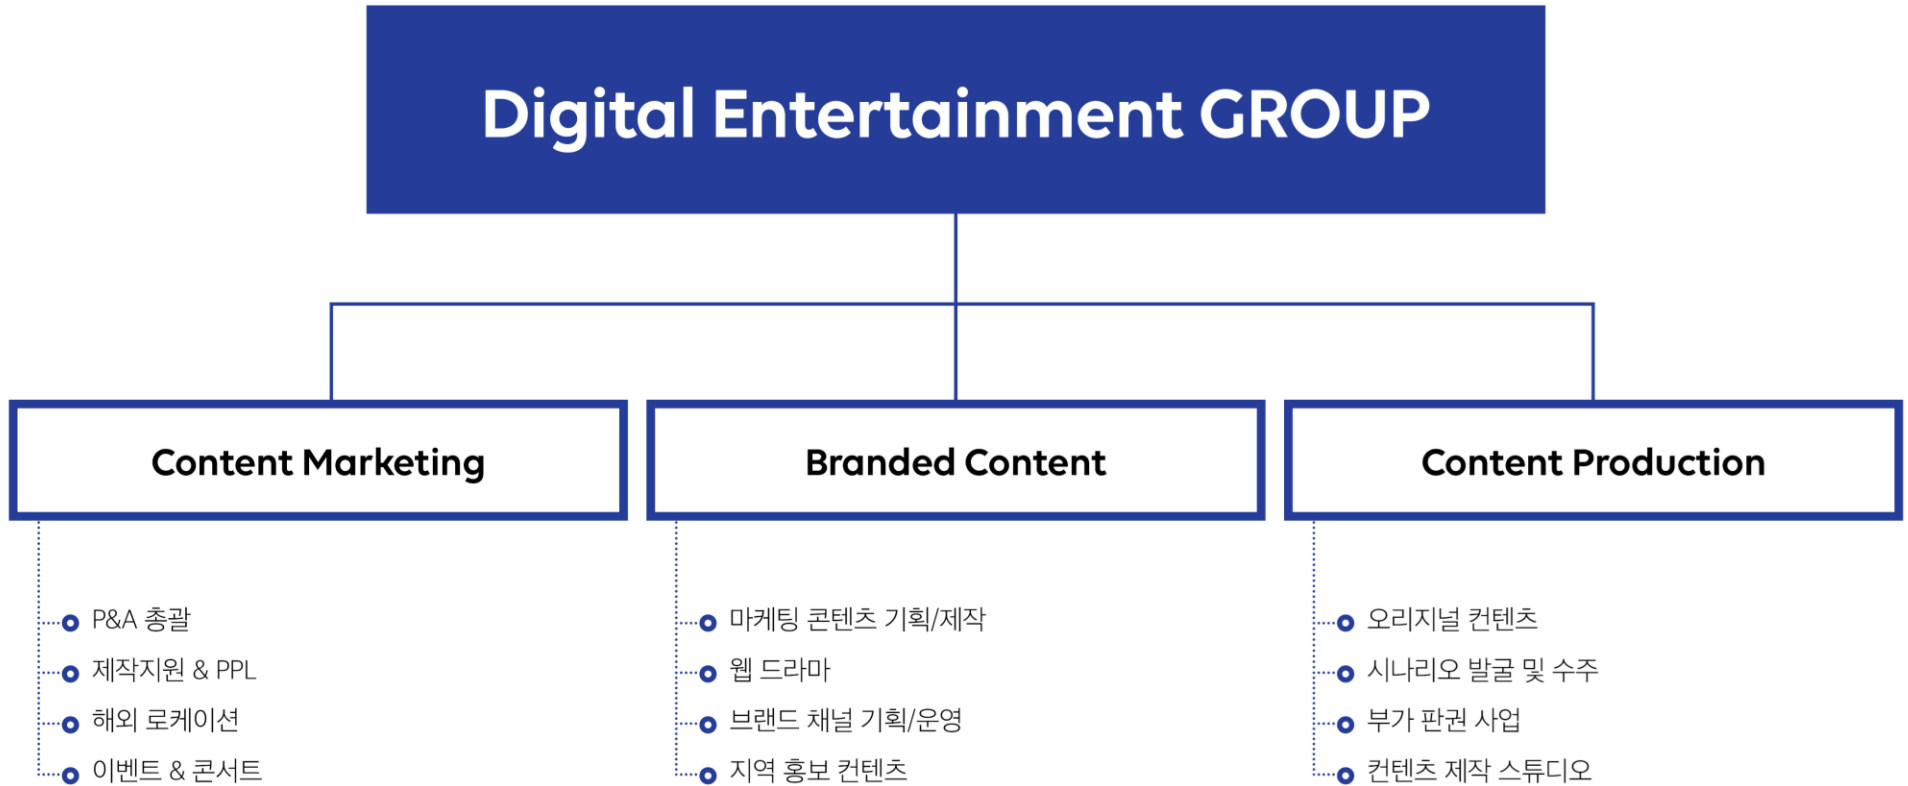 Digital Entertainment GROUP
Content Marketing
P&A 총괄
제작지원 & PPL
해외 로케이션
이벤트 & 콘서트
Branded Content
마케팅 콘텐츠 기획/제작
웹 드라마
브랜드 채널 기획/운영
지역 홍보 컨텐츠
Content Production
오리지널 컨텐츠
시나리오 발굴 및 수주
부가 판권 사업
컨텐츠 제작 스튜디오